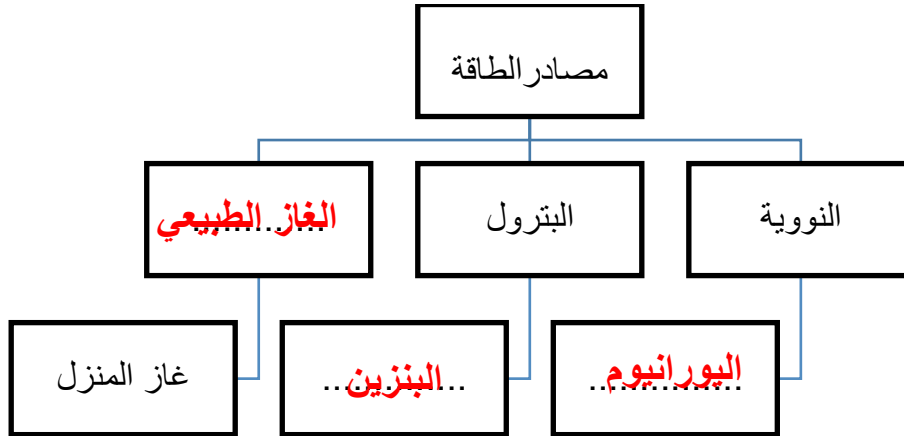 مصادر الطاقة
النووية
البترول
الغاز الطبيعي
اليورانيوم
البنزين
غاز المنزل